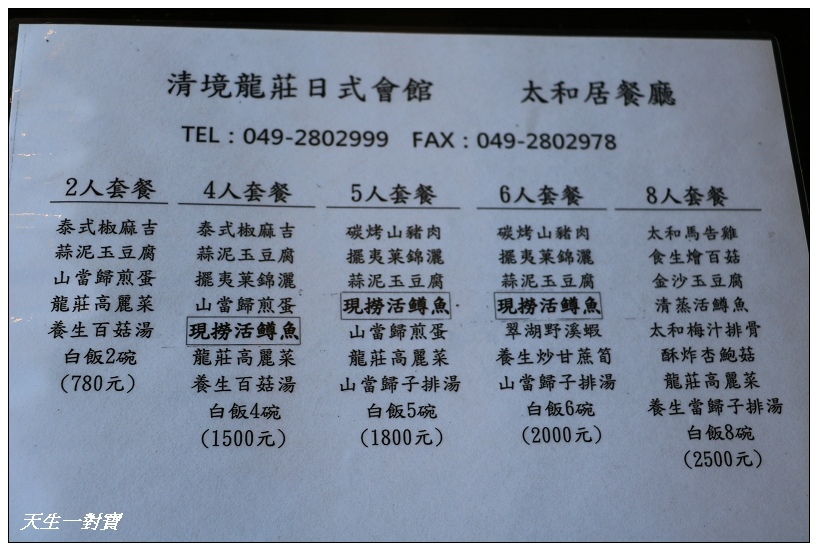 清境龍莊日式會館 太和居餐廳
TEL：049-2802999 FAX：049-2802978
2人套餐
泰式椒麻吉
蒜泥玉豆腐
山當歸煎蛋
龍莊高麗菜
養生百菇湯
白飯2碗
(780元)
4人套餐
泰式椒麻吉
蒜泥玉豆腐
擺夷菜錦灑
山當歸煎蛋
現撈活鱒魚
龍莊高麗菜
養生百菇湯
白飯4碗
(1500元)
5人套餐
碳烤山豬肉
擺夷菜錦灑
蒜泥玉豆腐
現撈活鱒魚
山當歸煎蛋
龍莊高麗菜
山當歸子排湯
白飯5碗
(1800元)
6人套餐
碳烤山豬肉
擺夷菜錦灑
蒜泥玉豆腐
現撈活鱒魚
翠湖野溪蝦
養生炒甘蔗筍
山當歸子排湯
白飯6碗
(2000元)
8人套餐
太和馬告雞
食生燴百菇
金沙玉豆腐
清蒸活鱒魚
太和梅汁排骨
酥炸杏鮑菇
龍莊高麗菜
養生當歸子排湯
白飯8碗
(2500元)
天生一對寶